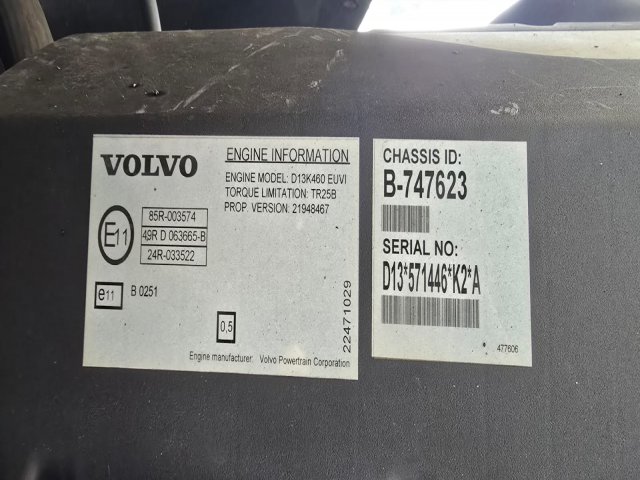 VOLVO
ENGINE INFORMATION
ENGINE MODEL: D13K460 EUVI
TORQUE LIMITATION: TR25B
PROP. VERSION: 21948467
E11
85R-003574
49R D 063665-B
24R-033522
e11
B 0251
0,5
22471029
Engine manufacturer: Volvo Powertrain Corporation
CHASSIS ID:
B-747623
SERIAL NO:
D13*571446*K2*A
477606